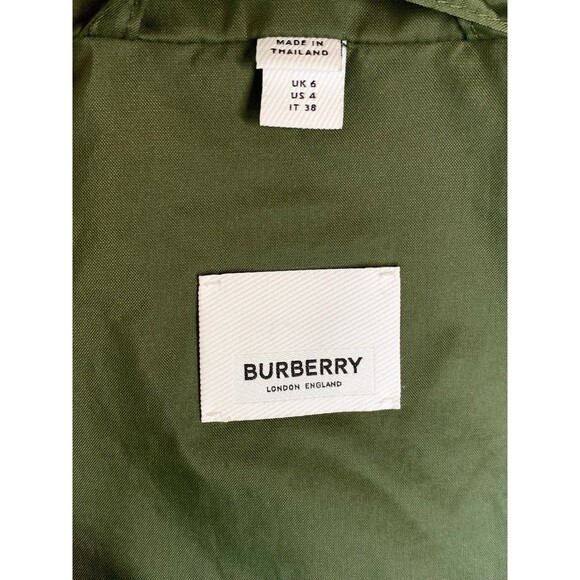 MADE IN
THAILAND
UK 6
US 4
IT 38
BURBERRY
LONDON ENGLAND